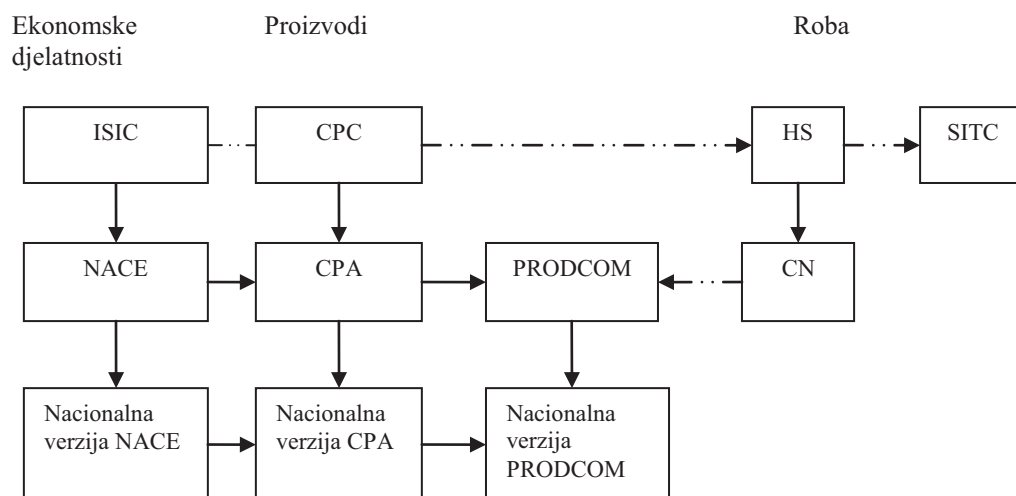 Ekonomske
djelatnosti
Proizvodi
Roba
ISIC
CPC
HS
SITC
NACE
CPA
PRODCOM
CN
Nacionalna
verzija NACE
Nacionalna
verzija CPA
Nacionalna
verzija
PRODCOM